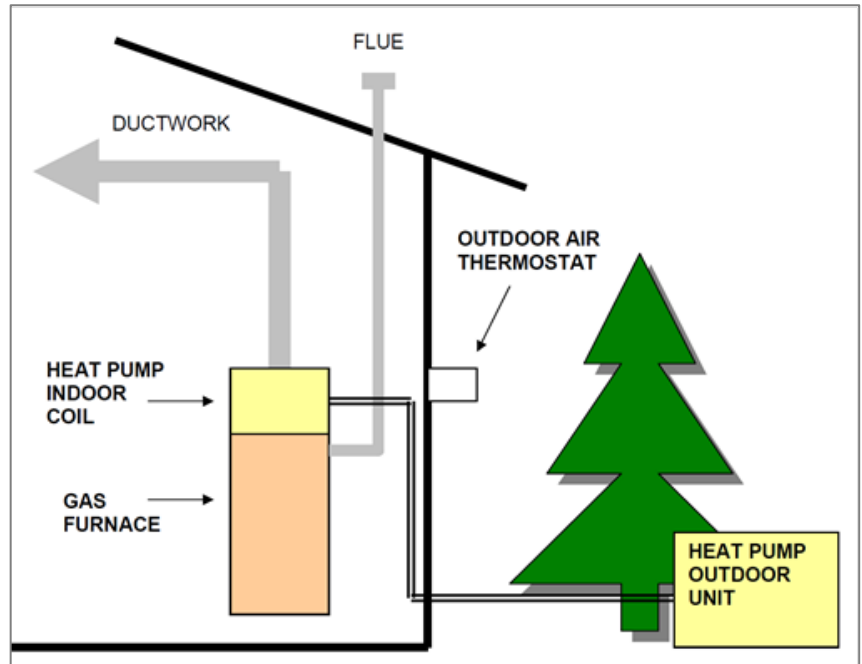 FLUE
DUCTWORK
OUTDOOR AIR
THERMOSTAT
HEAT PUMP
INDOOR
COIL
GAS
FURNACE
HEAT PUMP
OUTDOOR
UNIT